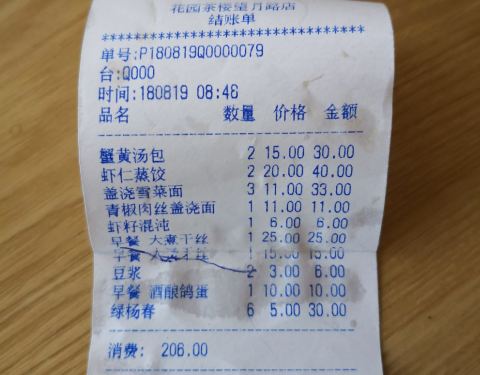 花园茶楼望月路店
结账单
****************************************
单号:P180819Q0000079
台:Q000
时间:180819 08:46
品名 数量 价格 金额
蟹黄汤包 2 15.00 30.00
虾仁蒸饺 2 20.00 40.00
盖浇雪菜面 3 11.00 33.00
青椒肉丝盖浇面 1 11.00 11.00
虾籽混沌 1 6.00 6.00
早餐 大煮干丝 1 25.00 25.00
早餐 干丝 1 15.00 15.00
豆浆 2 3.00 6.00
早餐 酒酿鸽蛋 1 10.00 10.00
绿杨春 6 5.00 30.00
消费: 206.00